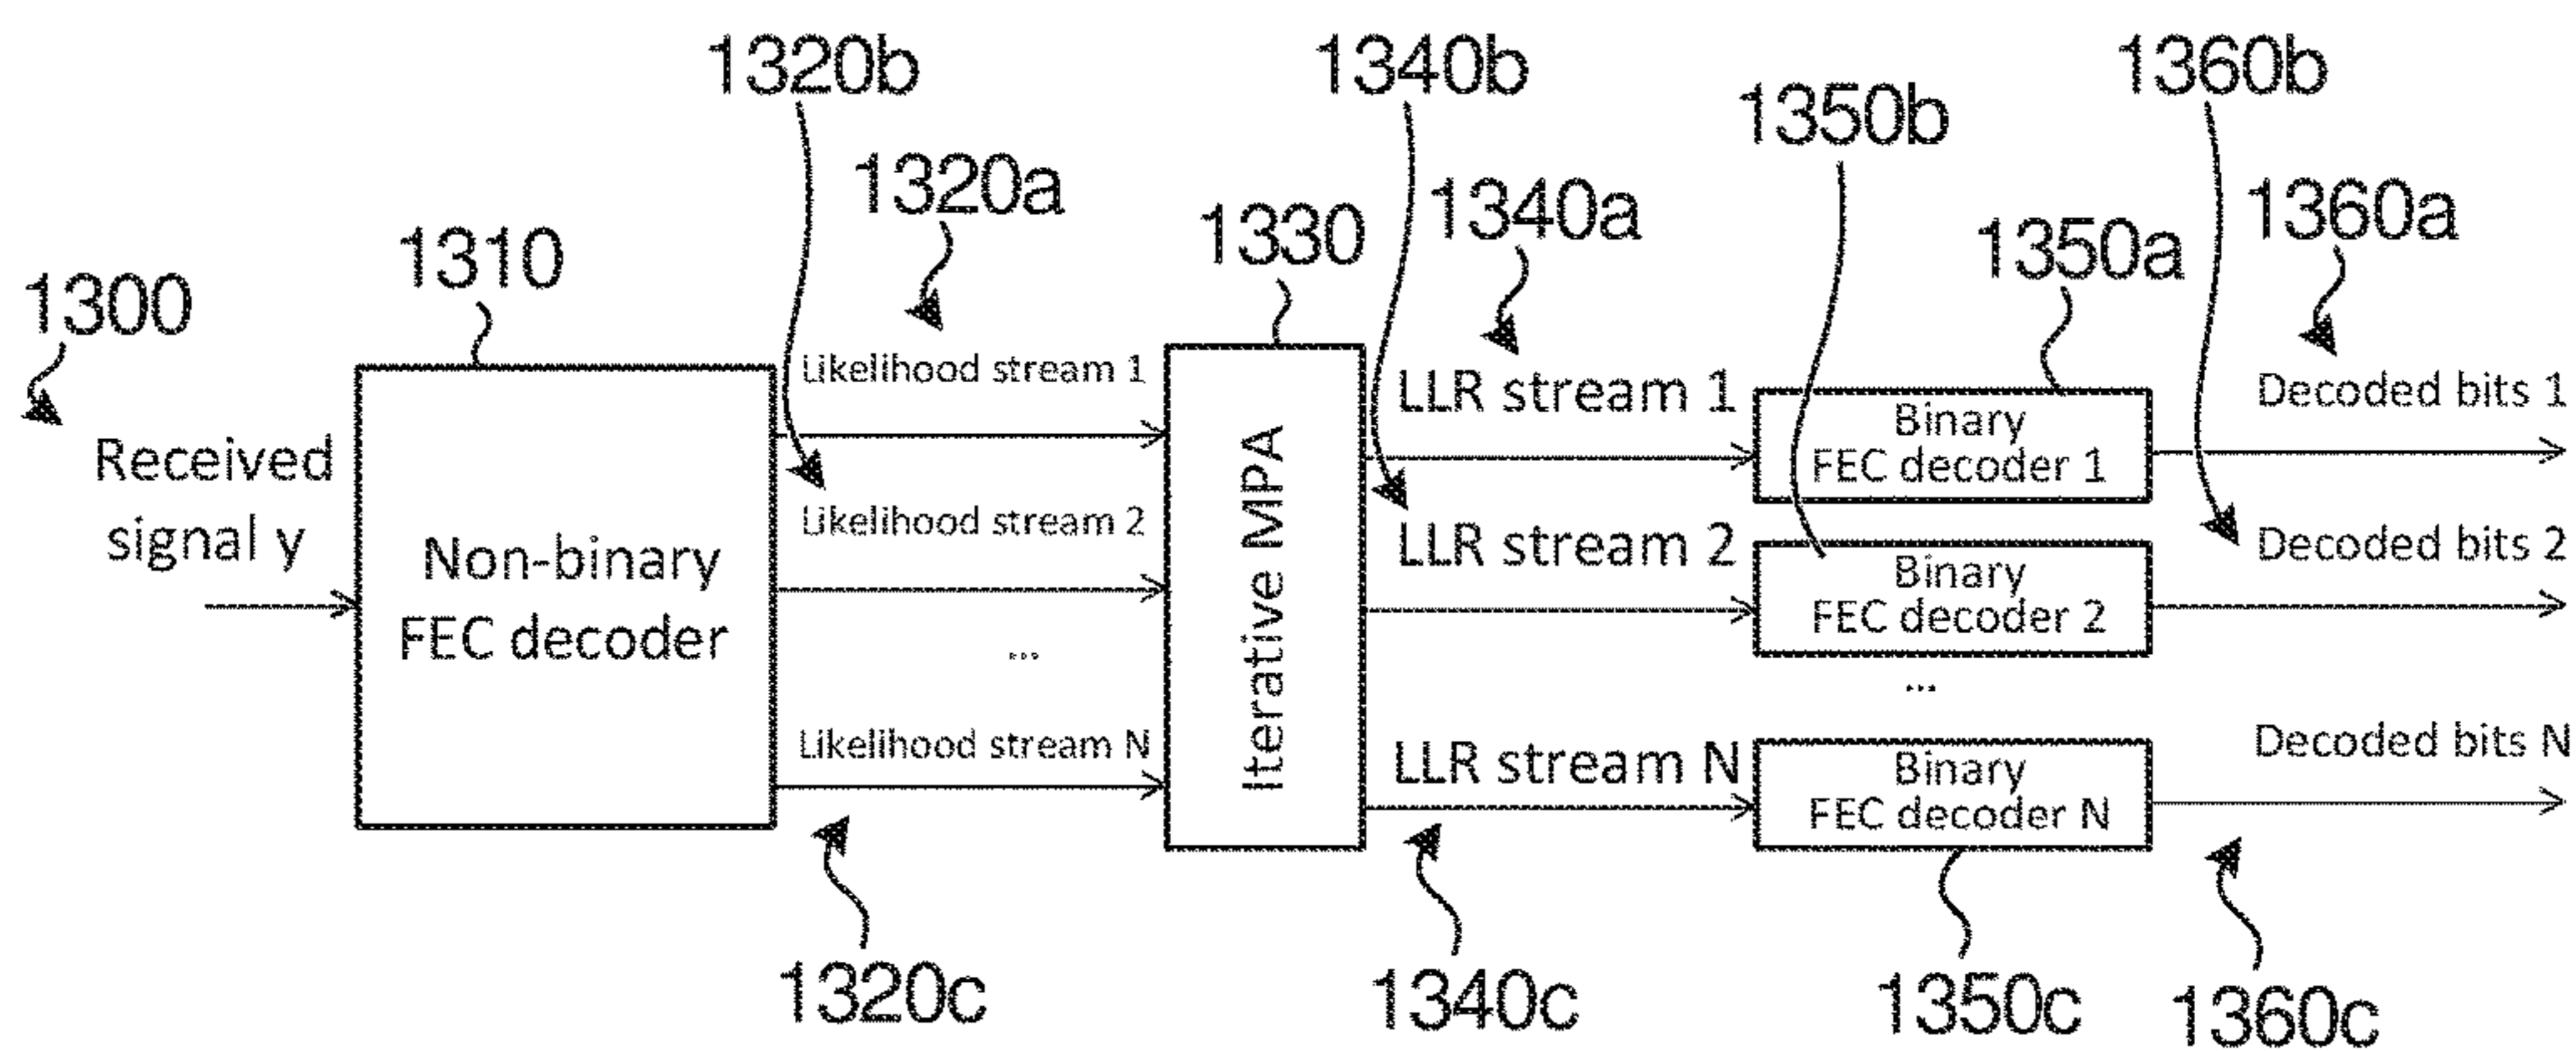 1320b
1340b
1360b
1350b
1320a
1340a
1360a
1330
1350a
1310
1300
Likelihood stream 1
LLR stream 1
Binary
FEC decoder 1
Decoded bits 1
Received
signal y
Non-binary
FEC decoder
Likelihood stream 2
Iterative MPA
LLR stream 2
Binary
FEC decoder 2
Decoded bits 2
...
...
Likelihood stream N
LLR stream N
Binary
FEC decoder N
Decoded bits N
1320c
1340c
1350c
1360c